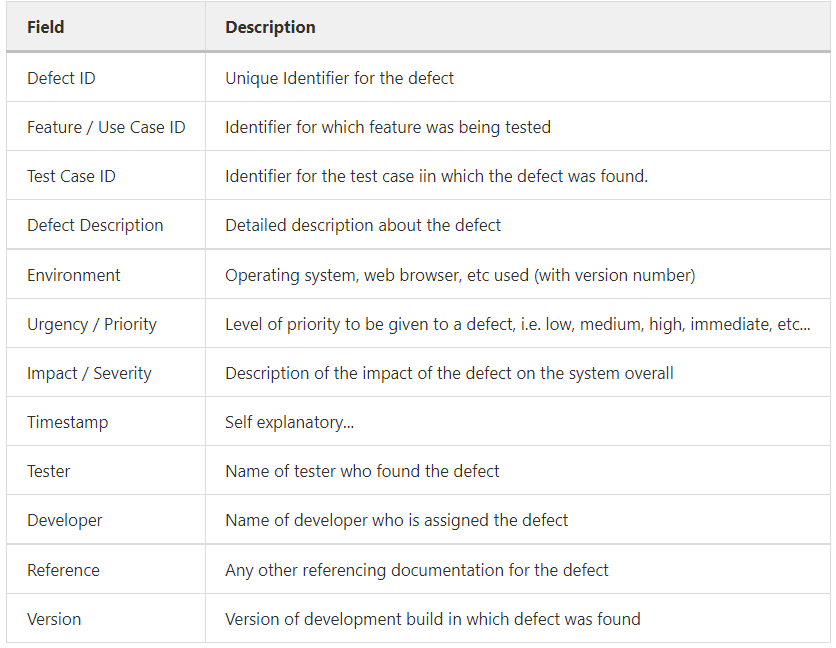 Field Description
Defect ID Unique Identifier for the defect
Feature / Use Case ID Identifier for which feature was being tested
Test Case ID Identifier for the test case iin which the defect was found.
Defect Description Detailed description about the defect
Environment Operating system, web browser, etc used (with version number)
Urgency / Priority Level of priority to be given to a defect, i.e. low, medium, high, immediate, etc...
Impact / Severity Description of the impact of the defect on the system overall
Timestamp Self explanatory...
Tester Name of tester who found the defect
Developer Name of developer who is assigned the defect
Reference Any other referencing documentation for the defect
Version Version of development build in which defect was found